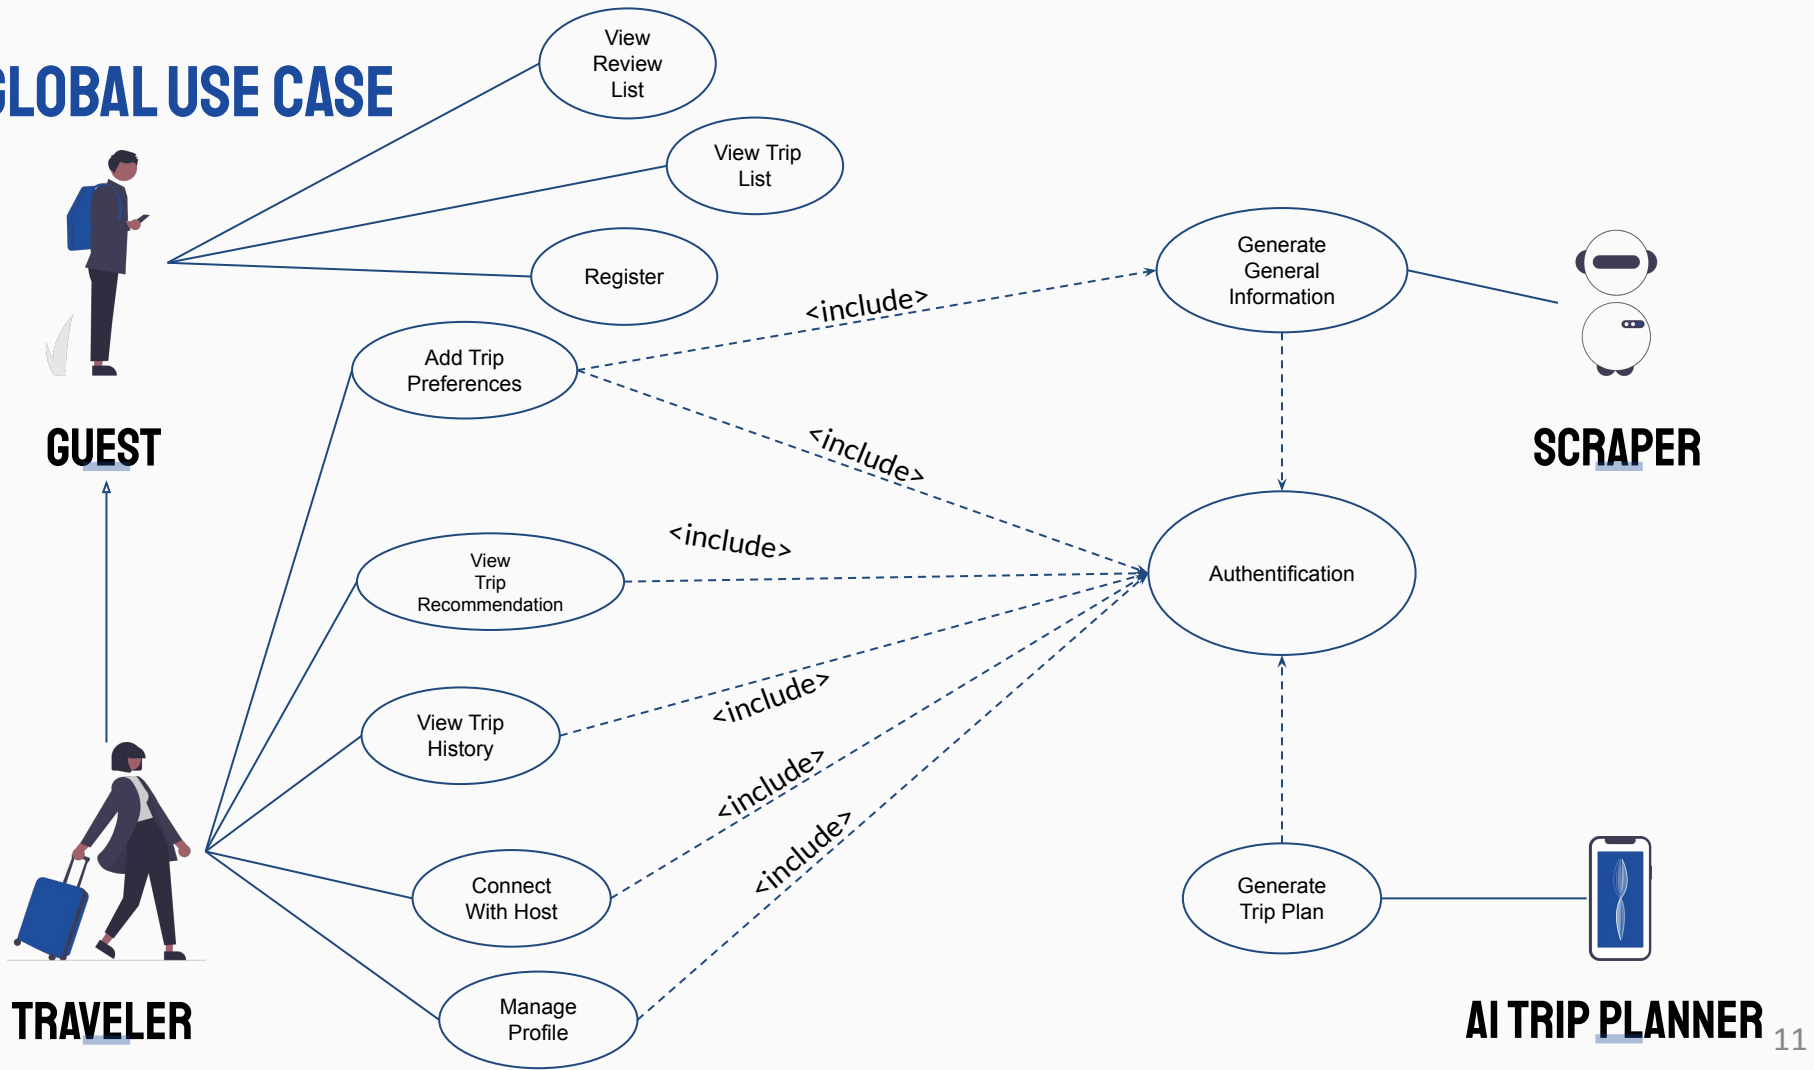 GLOBAL USE CASE
View
Review
List
View Trip
List
Register
Generate
General
Information
<include>
Add Trip
Preferences
<include>
GUEST
SCRAPER
<include>
View
Trip
Recommendation
Authentification
<include>
View Trip
History
<include>
<include>
Connect
With Host
Generate
Trip Plan
Manage
Profile
TRAVELER
AI TRIP PLANNER
11